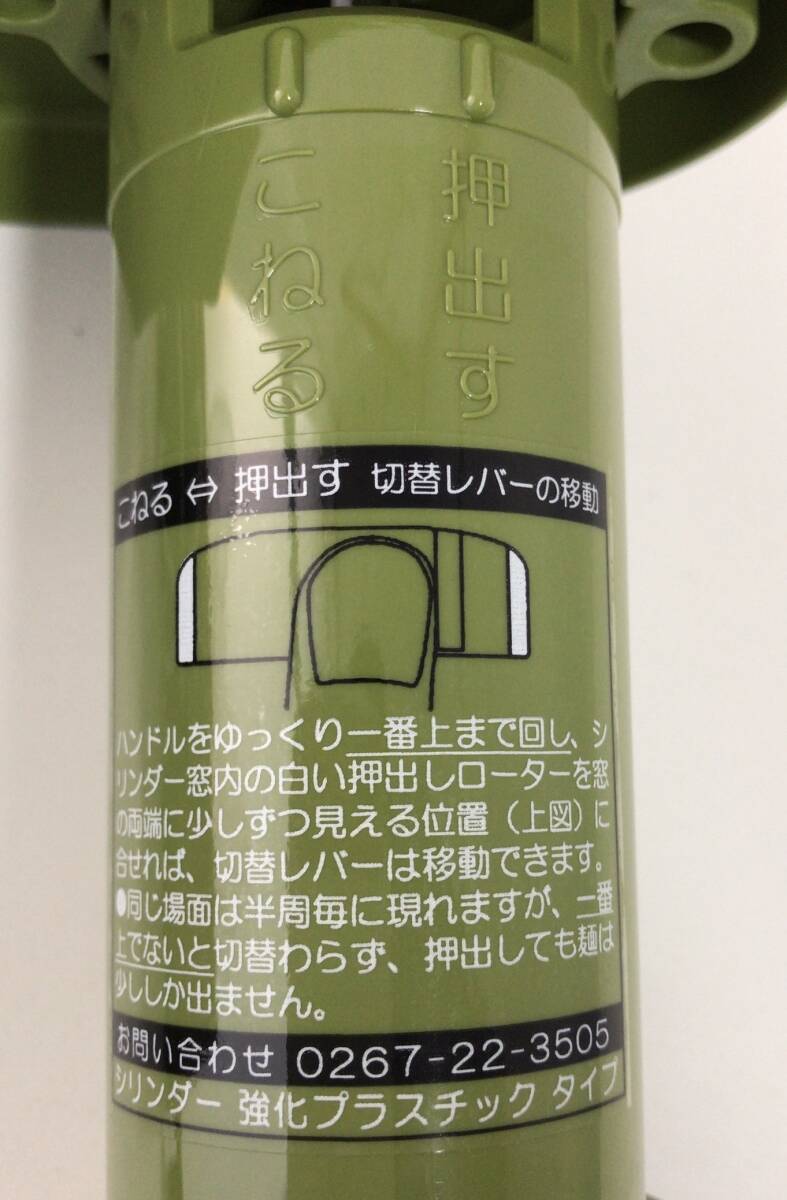 こねる
押出す
こねる ⇔ 押出す 切替レバーの移動
ハンドルをゆっくり一番上まで回し、シ
リンダー窓内の白い押出しローターを窓
の両端に少しずつ見える位置（上図）に
合せれば、切替レバーは移動できます。
●同じ場面は半周毎に現れますが、一番
上でないと切替わらず、押出しても麺は
少ししか出ません。
お問い合わせ 0267-22-3505
シリンダー 強化プラスチック タイプ